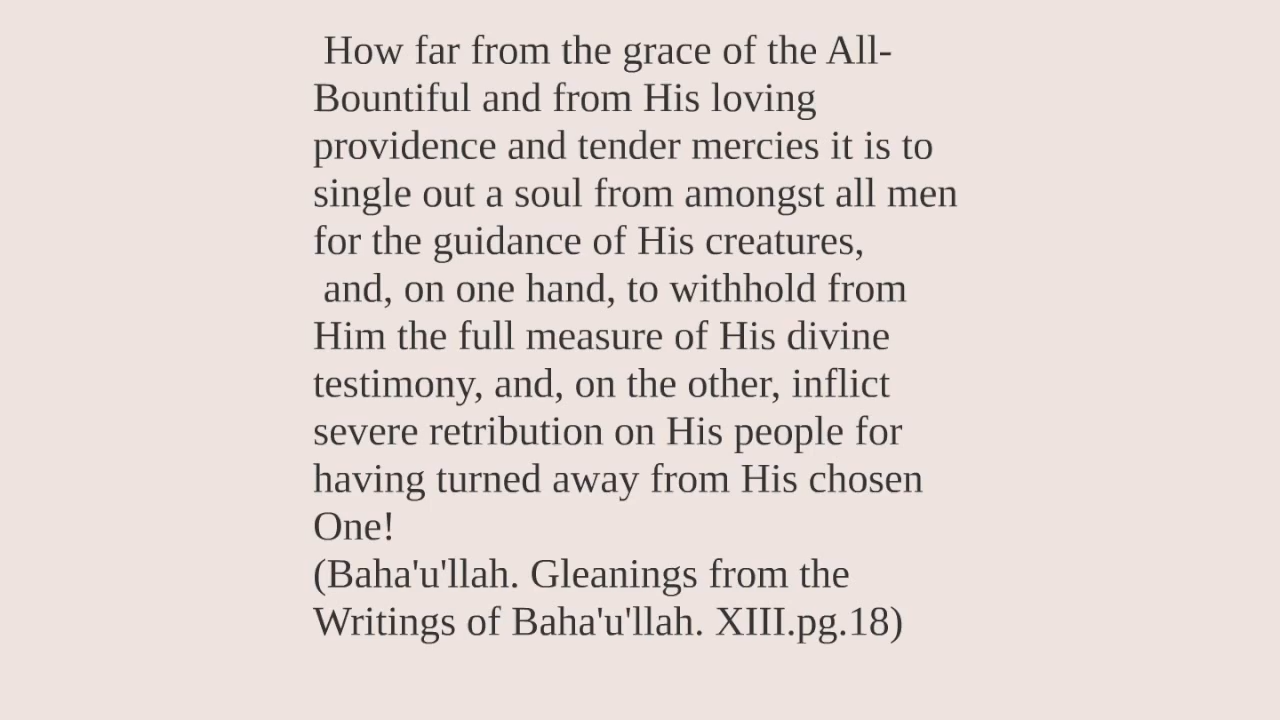 How far from the grace of the All-
Bountiful and from His loving
providence and tender mercies it is to
single out a soul from amongst all men
for the guidance of His creatures,
and, on one hand, to withhold from
Him the full measure of His divine
testimony, and, on the other, inflict
severe retribution on His people for
having turned away from His chosen
One!
(Baha'u'llah. Gleanings from the
Writings of Baha'u'llah. XIII.pg.18)